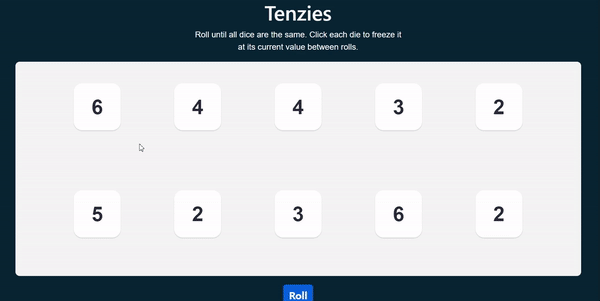 Tenzies
Roll until all dice are the same. Click each die to freeze it
at its current value between rolls.
6 4 4 3 2
5 2 3 6 2
Roll